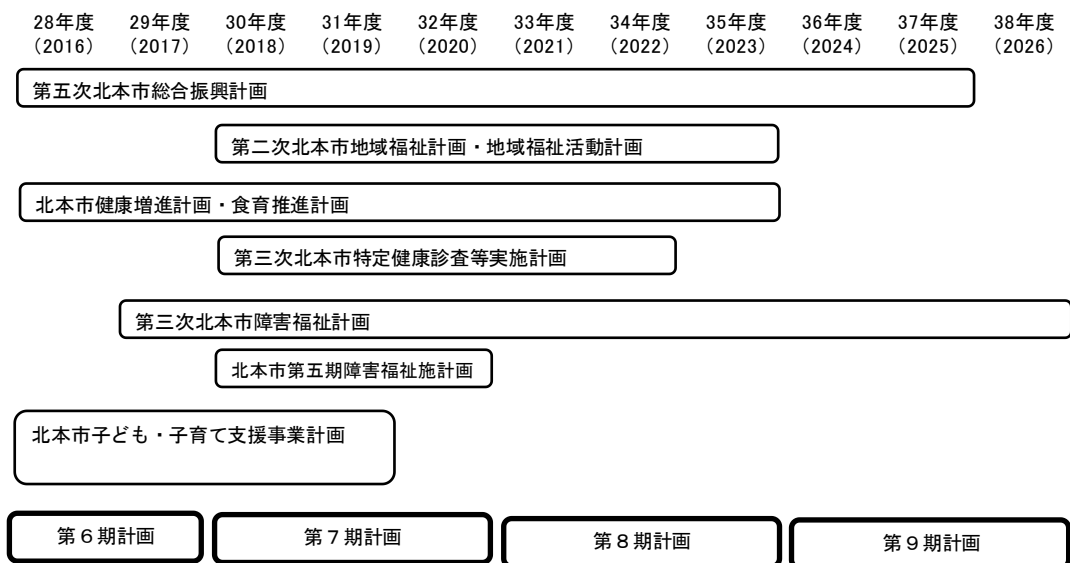 28年度 29年度 30年度 31年度 32年度 33年度 34年度 35年度 36年度 37年度 38年度
（2016） （2017） （2018） （2019） （2020） （2021） （2022） （2023） （2024） （2025） （2026）
第五次北本市総合振興計画
第二次北本市地域福祉計画・地域福祉活動計画
北本市健康増進計画・食育推進計画
第三次北本市特定健康診査等実施計画
第三次北本市障害福祉計画
北本市第五期障害福祉施計画
北本市子ども・子育て支援事業計画
第６期計画 第７期計画 第８期計画 第９期計画